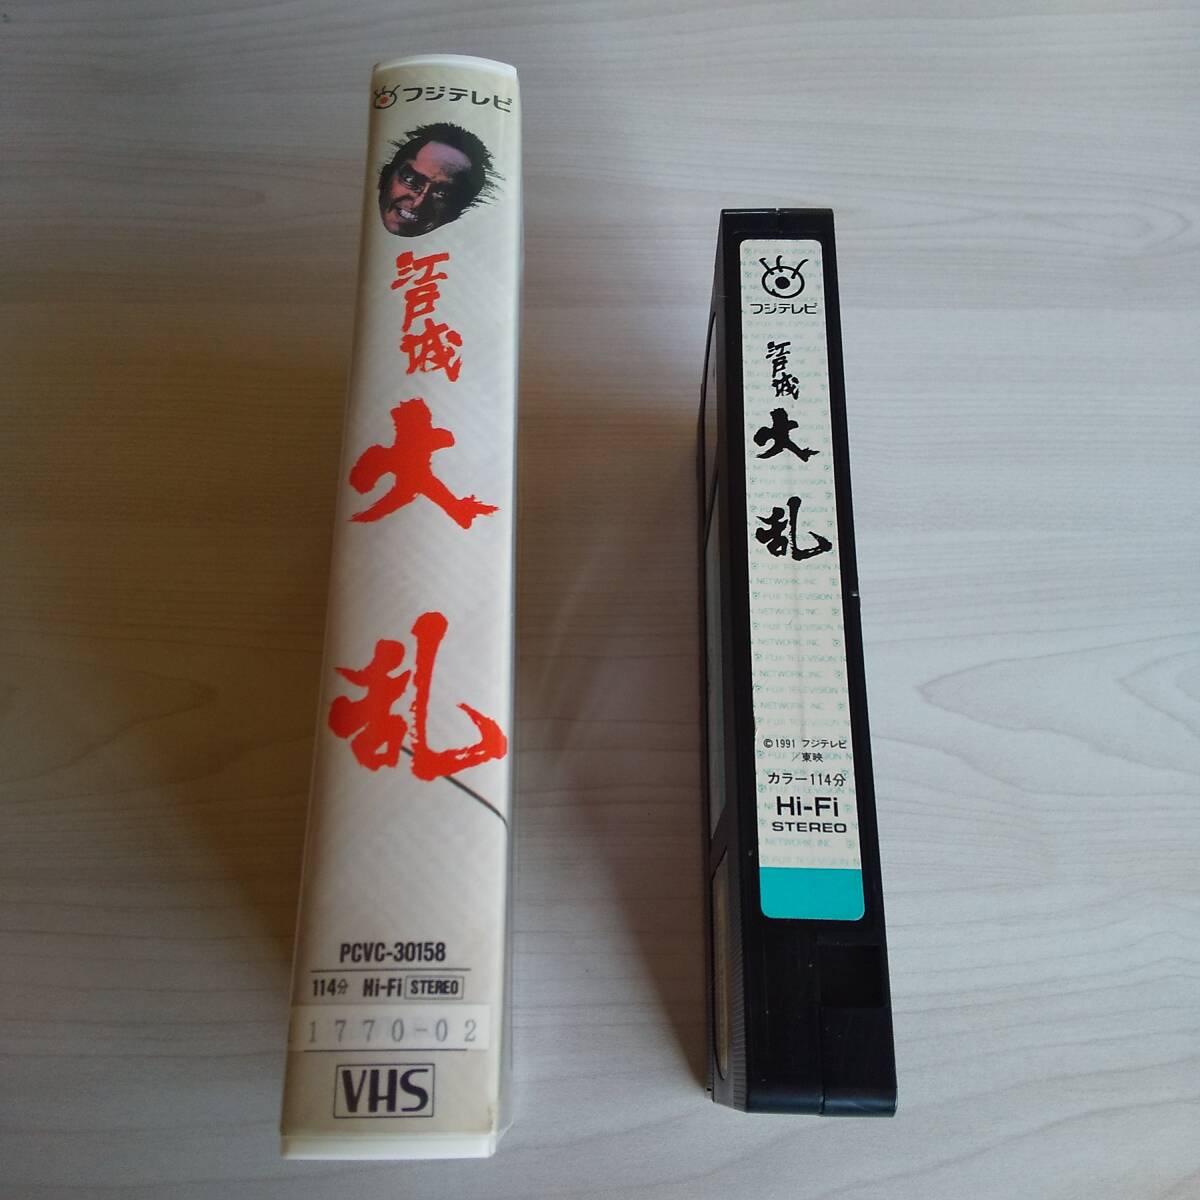 フジテレビ
江戸城
大乱
PCVC-30158
114分 Hi-Fi STEREO
1770-02
VHS
フジテレビ
江戸城
大乱
©1991 フジテレビ
/東映
カラー114分
Hi-Fi
STEREO